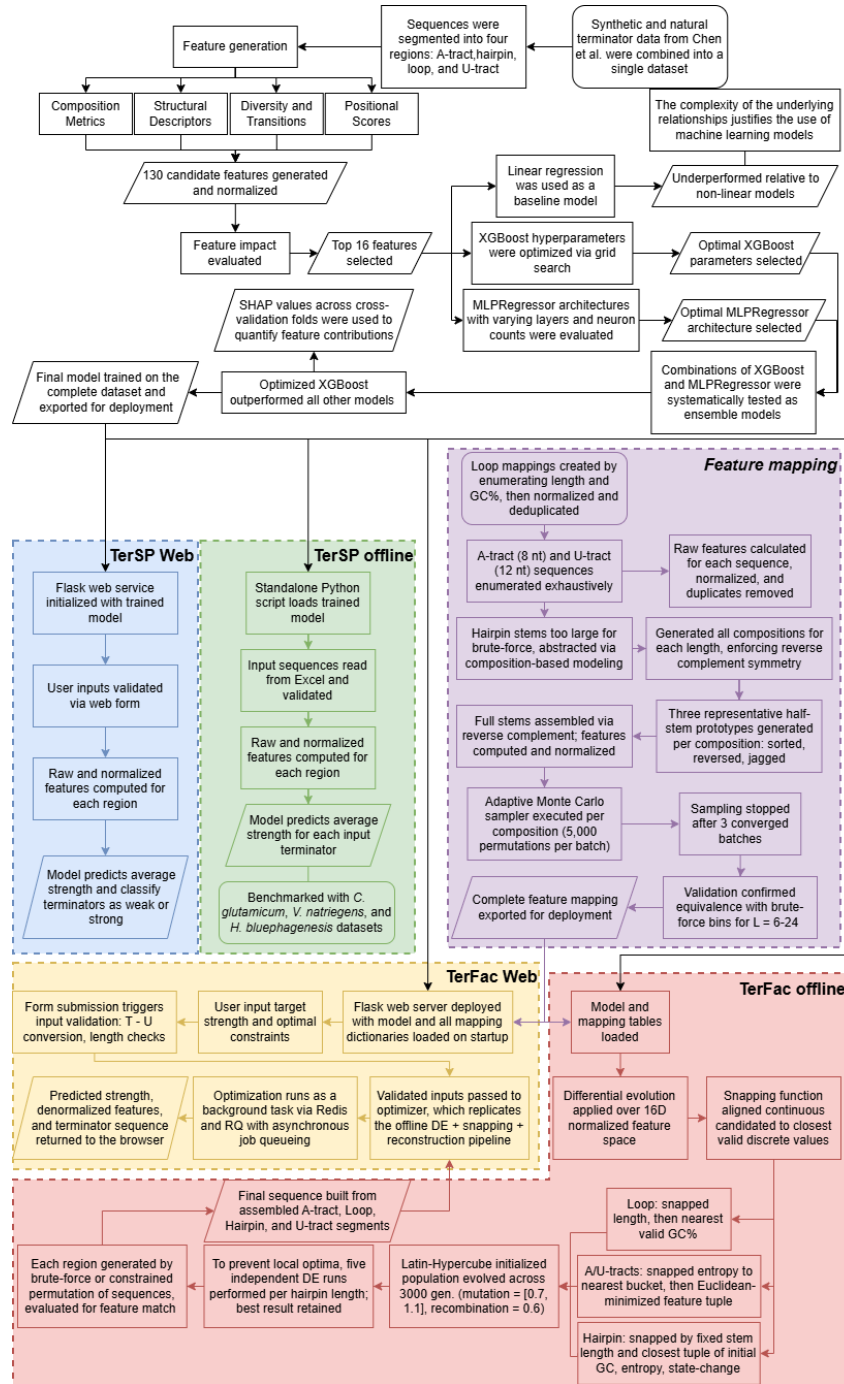 Synthetic and natural
terminator data from Chen
et al. were combined into a
single dataset
Sequences were
segmented into four
regions: A-tract,hairpin,
loop, and U-tract
Feature generation
Composition
Metrics
Structural
Descriptors
Diversity and
Transitions
Positional
Scores
The complexity of the underlying
relationships justifies the use of
machine learning models
130 candidate features generated
and normalized
Linear regression
was used as a
baseline model
Underperformed relative to
non-linear models
Feature impact
evaluated
Top 16 features
selected
XGBoost hyperparameters
were optimized via grid
search
Optimal XGBoost
parameters selected
MLPRegressor architectures
with varying layers and neuron
counts were evaluated
Optimal MLPRegressor
architecture selected
SHAP values across cross-
validation folds were used to
quantify feature contributions
Combinations of XGBoost
and MLPRegressor were
systematically tested as
ensemble models
Optimized XGBoost
outperformed all other models
Final model trained on the
complete dataset and
exported for deployment
Feature mapping
Loop mappings created by
enumerating length and
GC%, then normalized and
deduplicated
A-tract (8 nt) and U-tract
(12 nt) sequences
enumerated exhaustively
Raw features calculated
for each sequence,
normalized, and
duplicates removed
Hairpin stems too large for
brute-force, abstracted via
composition-based modeling
Generated all compositions for
each length, enforcing reverse
complement symmetry
Three representative half-
stem prototypes generated
per composition: sorted,
reversed, jagged
Full stems assembled via
reverse complement; features
computed and normalized
Adaptive Monte Carlo
sampler executed per
composition (5,000
permutations per batch)
Sampling stopped
after 3 converged
batches
Validation confirmed
equivalence with brute-
force bins for L = 6-24
Complete feature mapping
exported for deployment
TerSP Web
Flask web service
initialized with trained
model
User inputs validated
via web form
Raw and normalized
features computed for
each region
Model predicts average
strength and classify
terminators as weak or
strong
TerSP offline
Standalone Python
script loads trained
model
Input sequences read
from Excel and
validated
Raw and normalized
features computed for
each region
Model predicts average
strength for each input
terminator
Benchmarked with C.
glutamicum, V. natriegens, and
H. bluephagenesis datasets
TerFac Web
Flask web server deployed
with model and all mapping
dictionaries loaded on startup
User input target
strength and optimal
constraints
Form submission triggers
input validation: T - U
conversion, length checks
Validated inputs passed to
optimizer, which replicates
the offline DE + snapping +
reconstruction pipeline
Optimization runs as a
background task via Redis
and RQ with asynchronous
job queueing
Predicted strength,
denormalized features,
and terminator sequence
returned to the browser
TerFac offline
Model and
mapping tables
loaded
Differential evolution
applied over 16D
normalized feature
space
Snapping function
aligned continuous
candidated to closest
valid discrete values
Loop: snapped
length, then nearest
valid GC%
A/U-tracts: snapped entropy to
nearest bucket, then Euclidean-
minimized feature tuple
Hairpin: snapped by fixed stem
length and closest tuple of initial
GC, entropy, state-change
Latin-Hypercube initialized
population evolved across
3000 gen. (mutation = [0.7,
1.1], recombination = 0.6)
To prevent local optima, five
independent DE runs
performed per hairpin length;
best result retained
Each region generated by
brute-force or constrained
permutation of sequences,
evaluated for feature match
Final sequence built from
assembled A-tract, Loop,
Hairpin, and U-tract segments